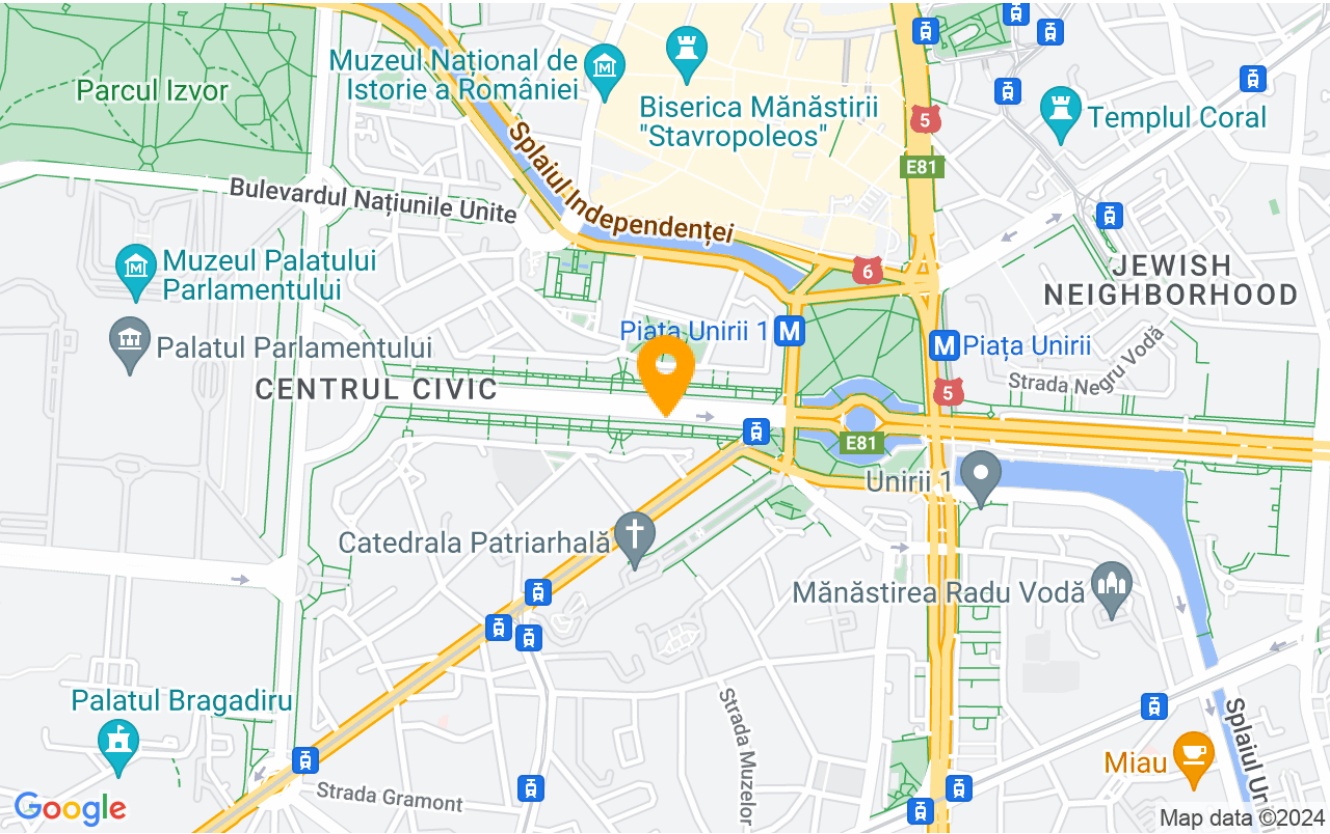 Muzeul Național de
Istorie a României
Parcul Izvor
Biserica Mănăstirii
"Stavropoleos"
5
Templul Coral
E81
Bulevardul Națiunile Unite
Splaiul Independenței
Muzeul Palatului
Parlamentului
6
JEWISH
NEIGHBORHOOD
Piața Unirii 1
M
M
Piața Unirii
Palatul Parlamentului
CENTRUL CIVIC
5
Strada Negru Vodă
E81
Unirii 1
Catedrala Patriarhală
Mănăstirea Radu Vodă
Palatul Bragadiru
Strada Muzelor
Splaiul Un
Miau
Strada Gramont
Google
Map data ©2024